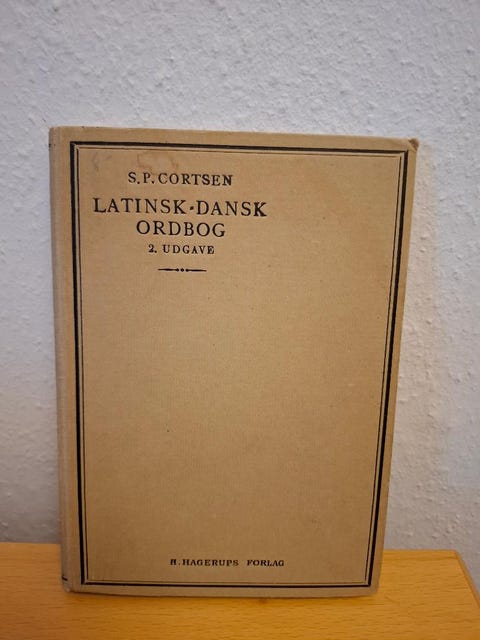 S.P. CORTSEN
LATINSK-DANSK
ORDBOG
2. UDGAVE
H. HAGERUPS FORLAG